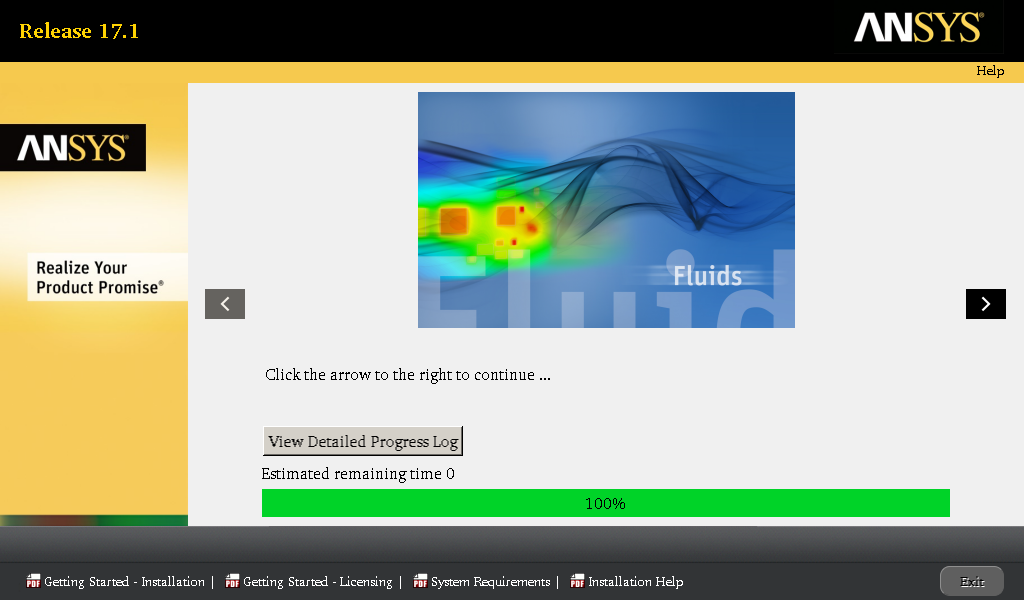 Release 17.1
ANSYS®
Help
ANSYS®
Realize Your
Product Promise®
Fluid
Fluids
Click the arrow to the right to continue ...
View Detailed Progress Log
Estimated remaining time 0
100%
PDF Getting Started - Installation | PDF Getting Started - Licensing | PDF System Requirements | PDF Installation Help
Exit